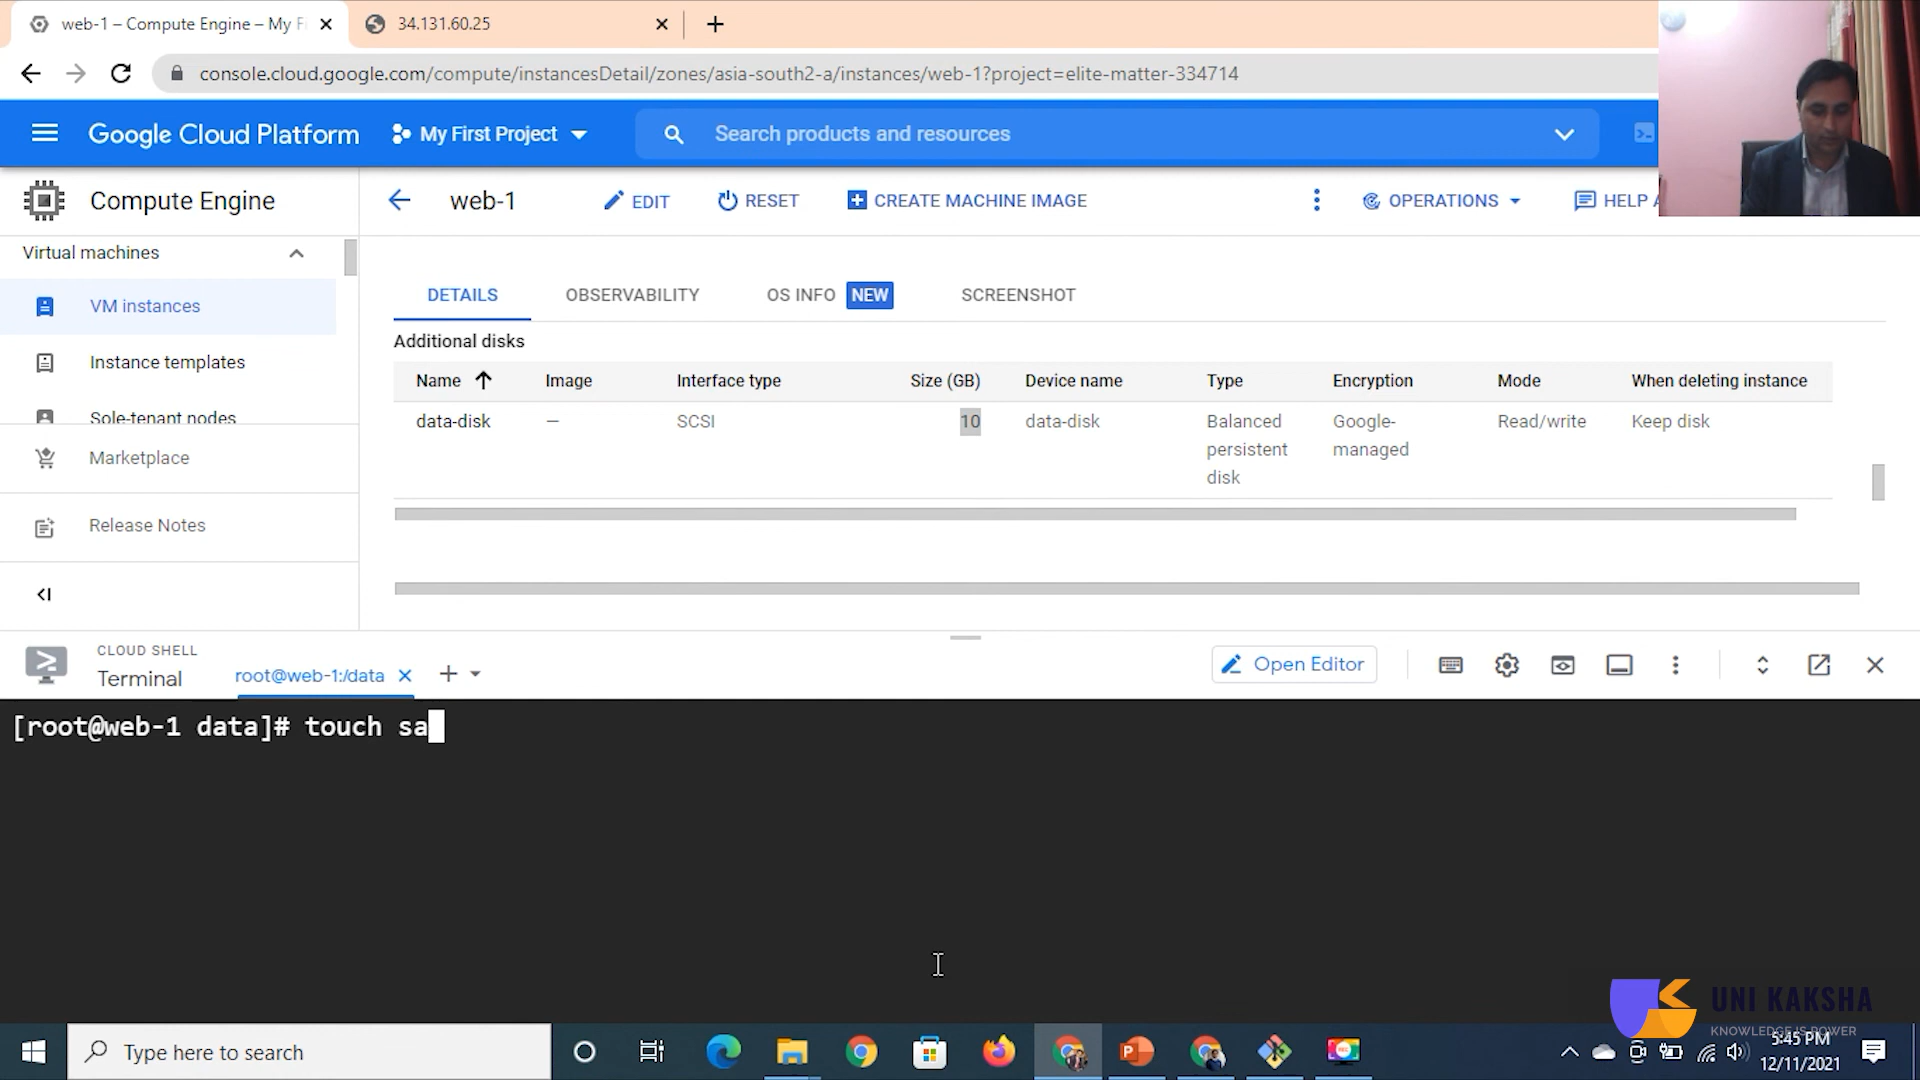 web-1 – Compute Engine – My F
34.131.60.25
console.cloud.google.com/compute/instancesDetail/zones/asia-south2-a/instances/web-1?project=elite-matter-334714
Google Cloud Platform
My First Project
Search products and resources
Compute Engine
web-1
EDIT
RESET
CREATE MACHINE IMAGE
OPERATIONS
HELP A
Virtual machines
VM instances
Instance templates
Sole-tenant nodes
Marketplace
Release Notes
DETAILS
OBSERVABILITY
OS INFO NEW
SCREENSHOT
Additional disks
Name Image Interface type Size (GB) Device name Type Encryption Mode When deleting instance
data-disk — SCSI 10 data-disk Balanced persistent disk Google-managed Read/write Keep disk
CLOUD SHELL
Terminal
root@web-1:/data
Open Editor
[root@web-1 data]# touch sa
UNI KAKSHA
KNOWLEDGE IS POWER
Type here to search
5:45 PM
12/11/2021